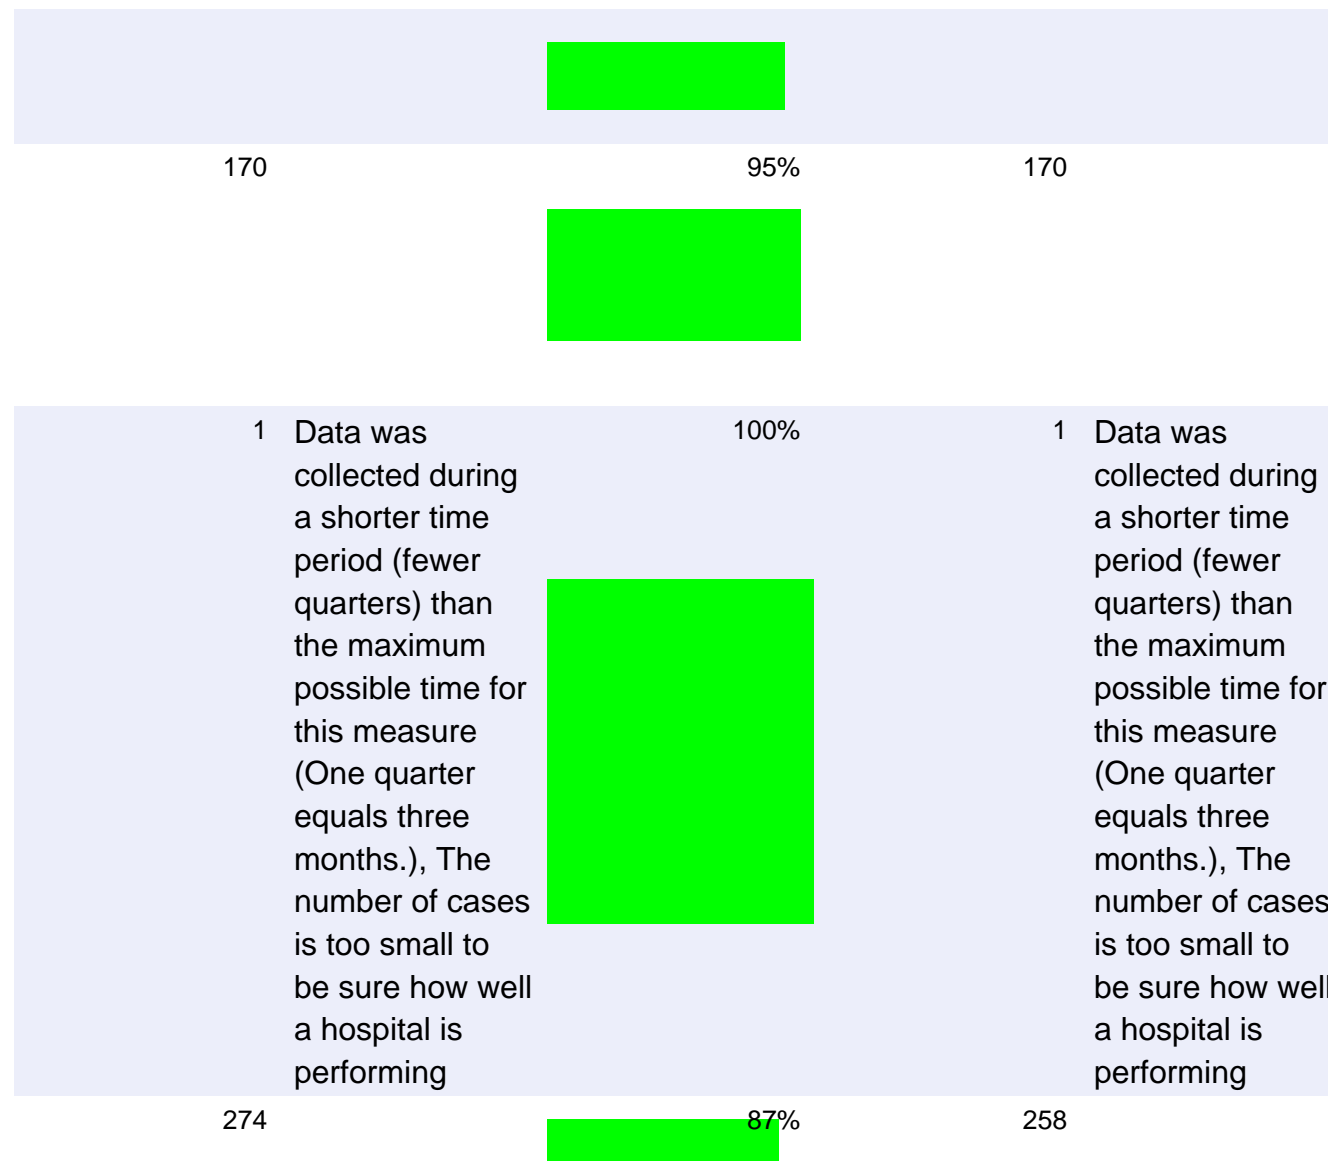 170 95% 170
1 Data was 100% 1 Data was
collected during collected during
a shorter time a shorter time
period (fewer period (fewer
quarters) than quarters) than
the maximum the maximum
possible time for possible time for
this measure this measure
(One quarter (One quarter
equals three equals three
months.), The months.), The
number of cases number of cases
is too small to is too small to
be sure how well be sure how well
a hospital is a hospital is
performing performing
274 87% 258